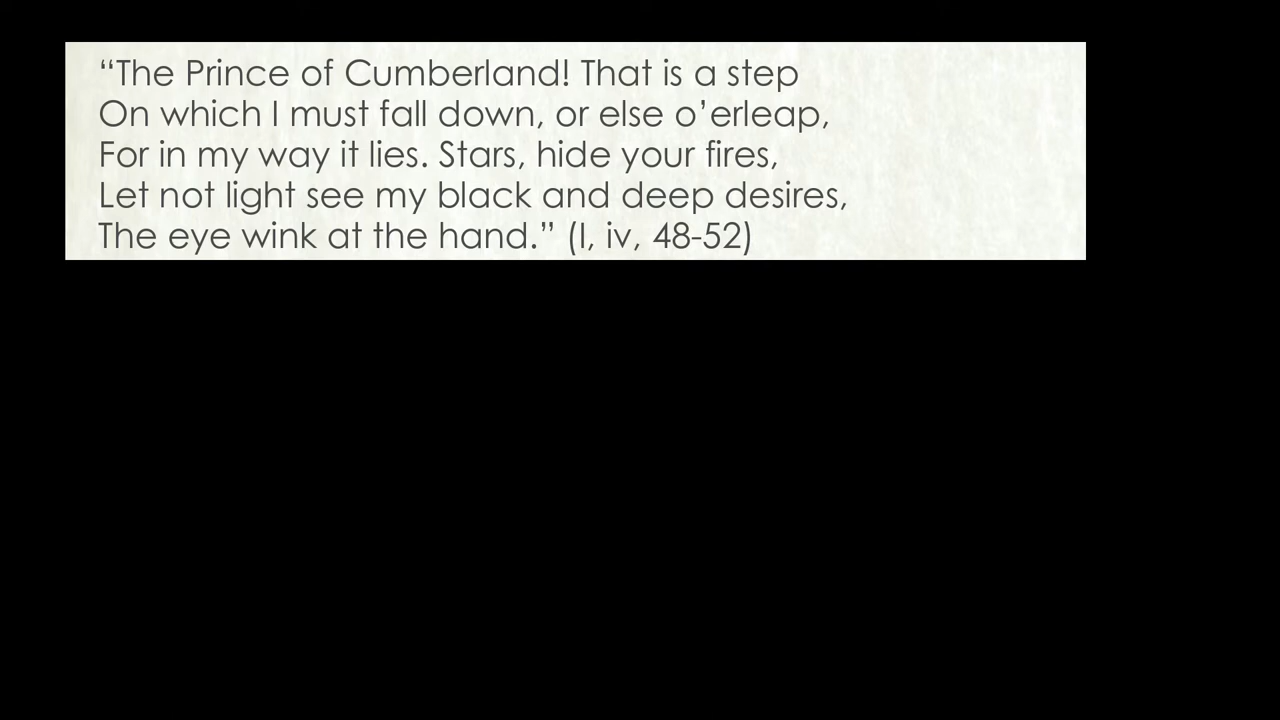 “The Prince of Cumberland! That is a step
On which I must fall down, or else o’erleap,
For in my way it lies. Stars, hide your fires,
Let not light see my black and deep desires,
The eye wink at the hand.” (I, iv, 48-52)